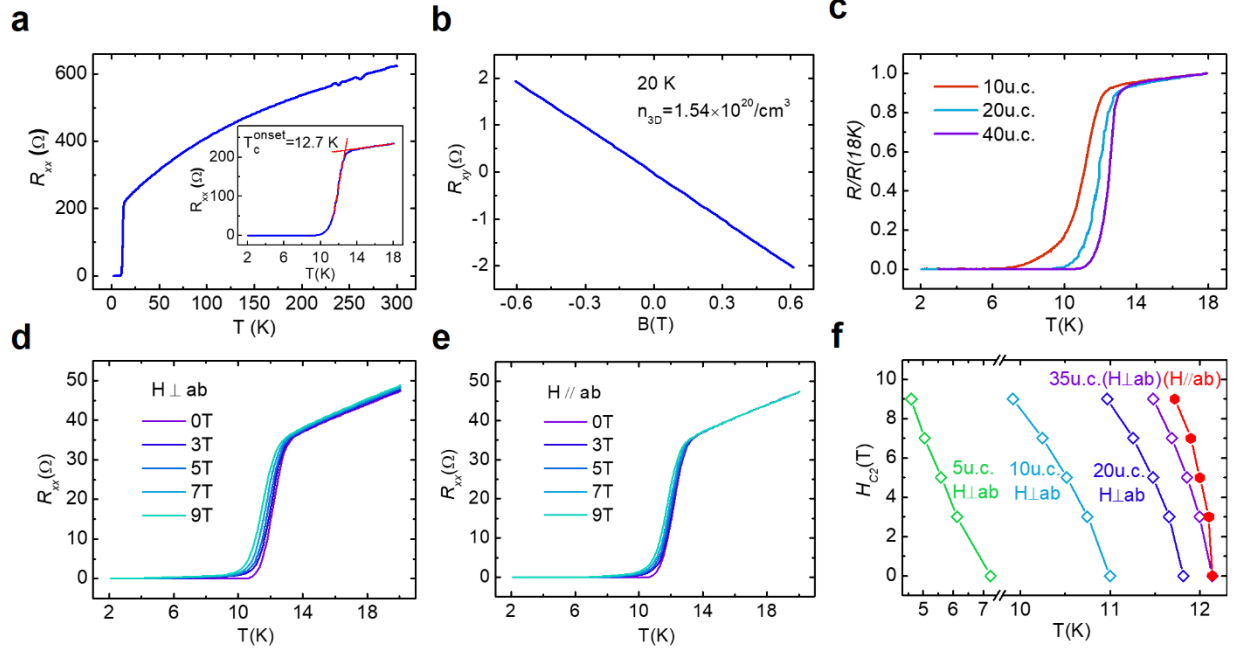 a
600
400
200
0
R_xx (Ω)
0 50 100 150 200 250 300
T (K)
T_c^onset=12.7 K
200
100
0
R_xx (Ω)
2 6 10 14 18
T(K)
b
2
1
0
-1
-2
R_xy(Ω)
20 K
n_3D=1.54×10^20/cm^3
-0.6 -0.3 0.0 0.3 0.6
B(T)
c
1.0
0.8
0.6
0.4
0.2
0.0
R/R(18K)
10u.c.
20u.c.
40u.c.
2 6 10 14 18
T(K)
d
50
40
30
20
10
0
R_xx(Ω)
H ⊥ ab
0T
3T
5T
7T
9T
2 6 10 14 18
T(K)
e
50
40
30
20
10
0
R_xx(Ω)
H // ab
0T
3T
5T
7T
9T
2 6 10 14 18
T(K)
f
10
8
6
4
2
0
H_C2(T)
35u.c.(H⊥ab) (H//ab)
5u.c.
H⊥ab
10u.c.
H⊥ab
20u.c.
H⊥ab
5 6 7 10 11 12
T(K)